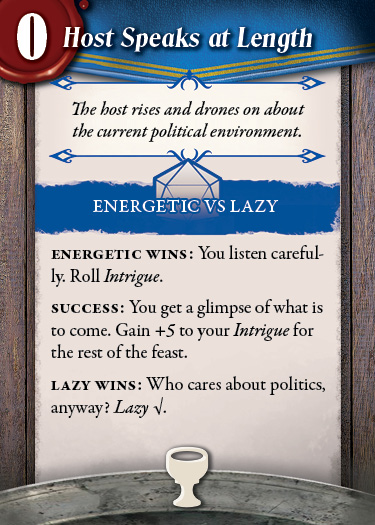 0 Host Speaks at Length
The host rises and drones on about
the current political environment.
ENERGETIC VS LAZY
ENERGETIC WINS: You listen careful-
ly. Roll Intrigue.
SUCCESS: You get a glimpse of what is
to come. Gain +5 to your Intrigue for
the rest of the feast.
LAZY WINS: Who cares about politics,
anyway? Lazy √.